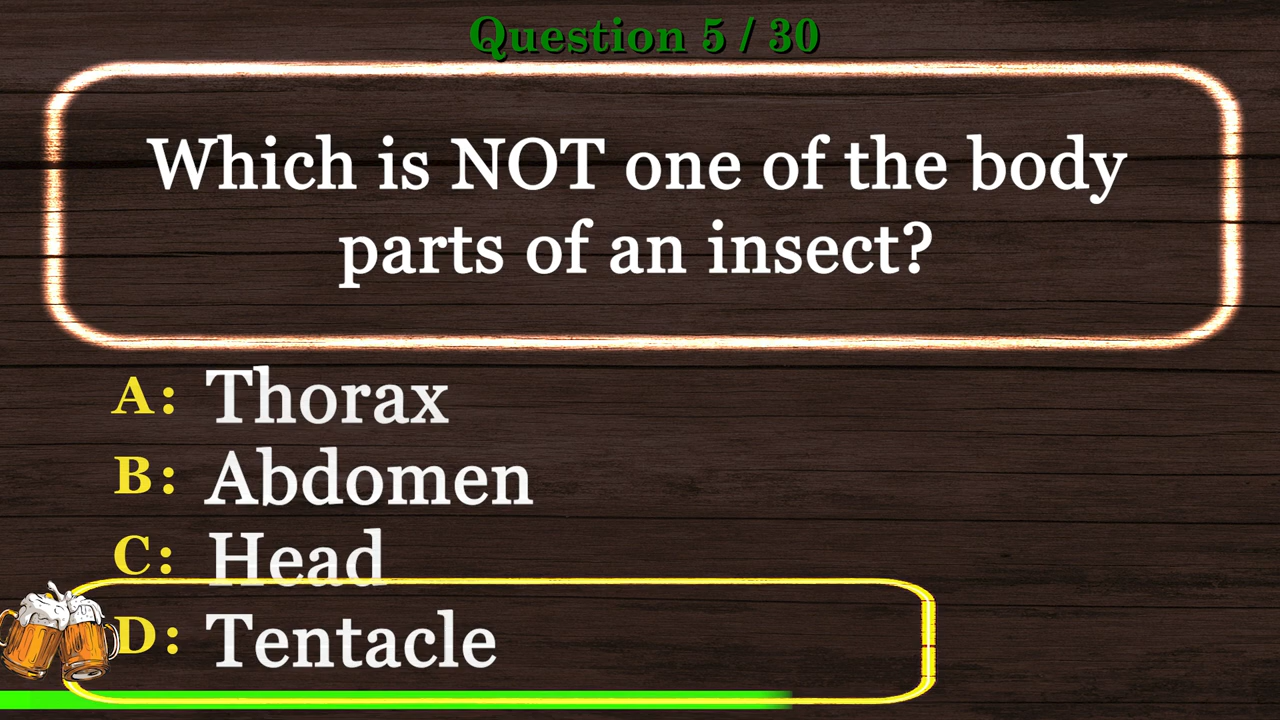 Question 5 / 30
Which is NOT one of the body
parts of an insect?
A: Thorax
B: Abdomen
C: Head
D: Tentacle